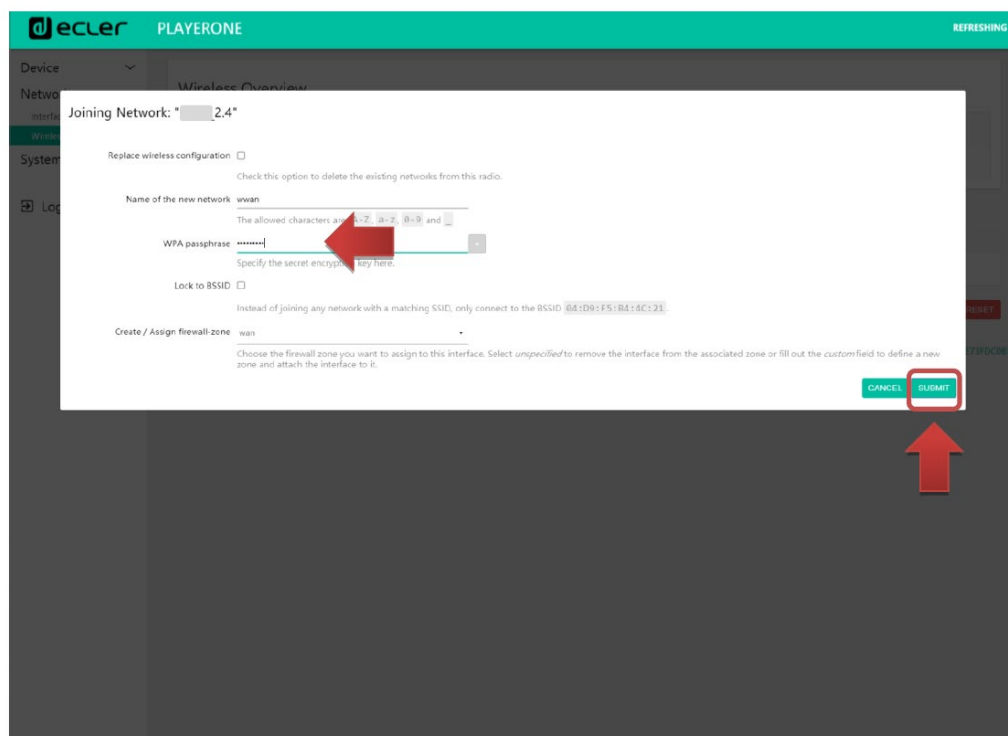 ecler PLAYERONE REFRESHING
Device
Wireless Overview
Joining Network: " _2.4"
System
Replace wireless configuration
Check this option to delete the existing networks from this radio.
Name of the new network wwan
The allowed characters are A-Z, a-z, 0-9 and _
WPA passphrase •••••••••
Specify the secret encryption key here.
Lock to BSSID
Instead of joining any network with a matching SSID, only connect to the BSSID 04:D9:F5:B4:4C:21.
RESET
Create / Assign firewall-zone wan
Choose the firewall zone you want to assign to this interface. Select unspecified to remove the interface from the associated zone or fill out the custom field to define a new
zone and attach the interface to it.
CANCEL SUBMIT